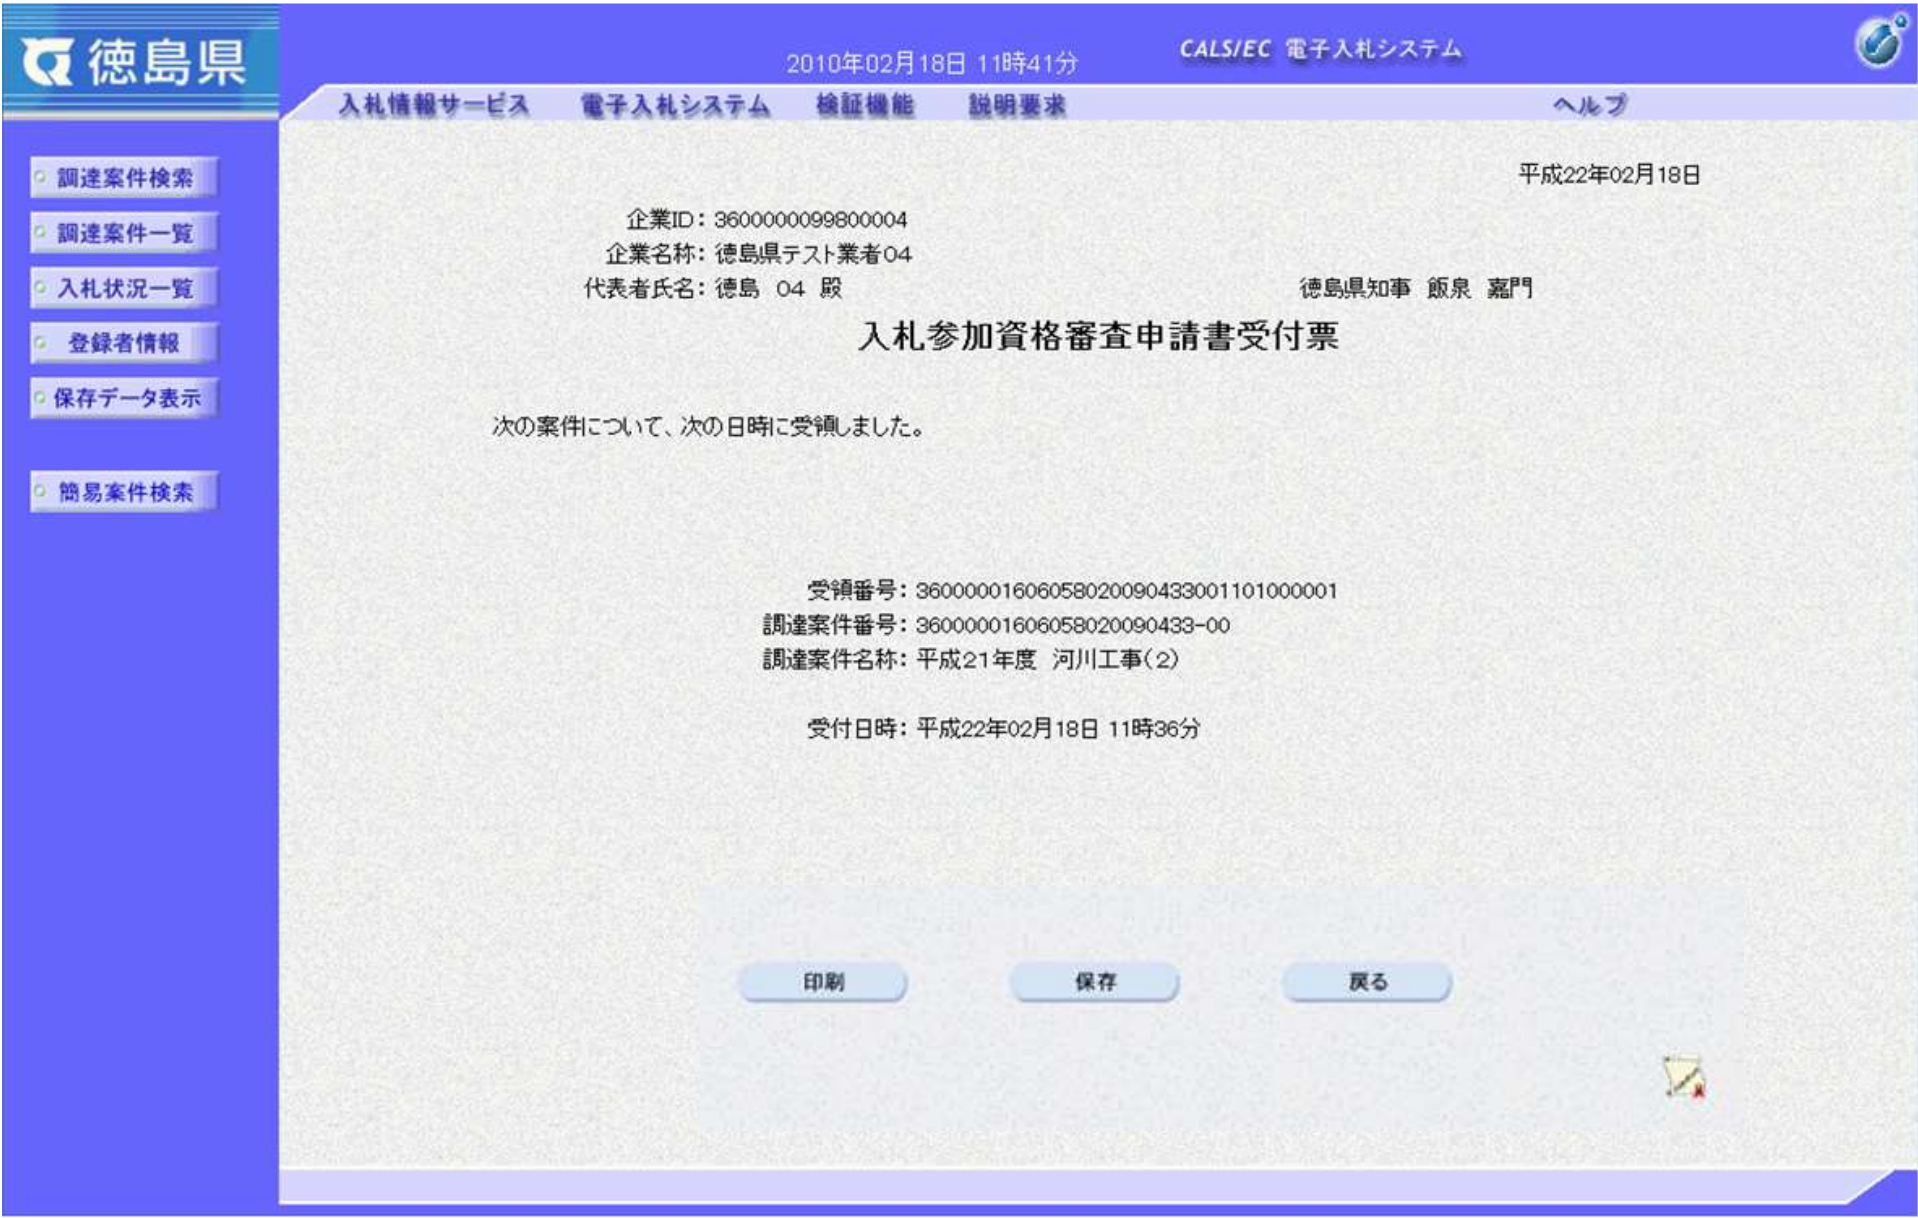 徳島県
2010年02月18日 11時41分
CALS/EC 電子入札システム
入札情報サービス 電子入札システム 検証機能 説明要求 ヘルプ
調達案件検索
調達案件一覧
入札状況一覧
登録者情報
保存データ表示
簡易案件検索
平成22年02月18日
企業ID：3600000099800004
企業名称：徳島県テスト業者04
代表者氏名：徳島 04 殿
徳島県知事 飯泉 嘉門
入札参加資格審査申請書受付票
次の案件について、次の日時に受領しました。
受領番号：36000001606058020090433001101000001
調達案件番号：36000001606058020090433-00
調達案件名称：平成21年度 河川工事（2）
受付日時：平成22年02月18日 11時36分
印刷 保存 戻る